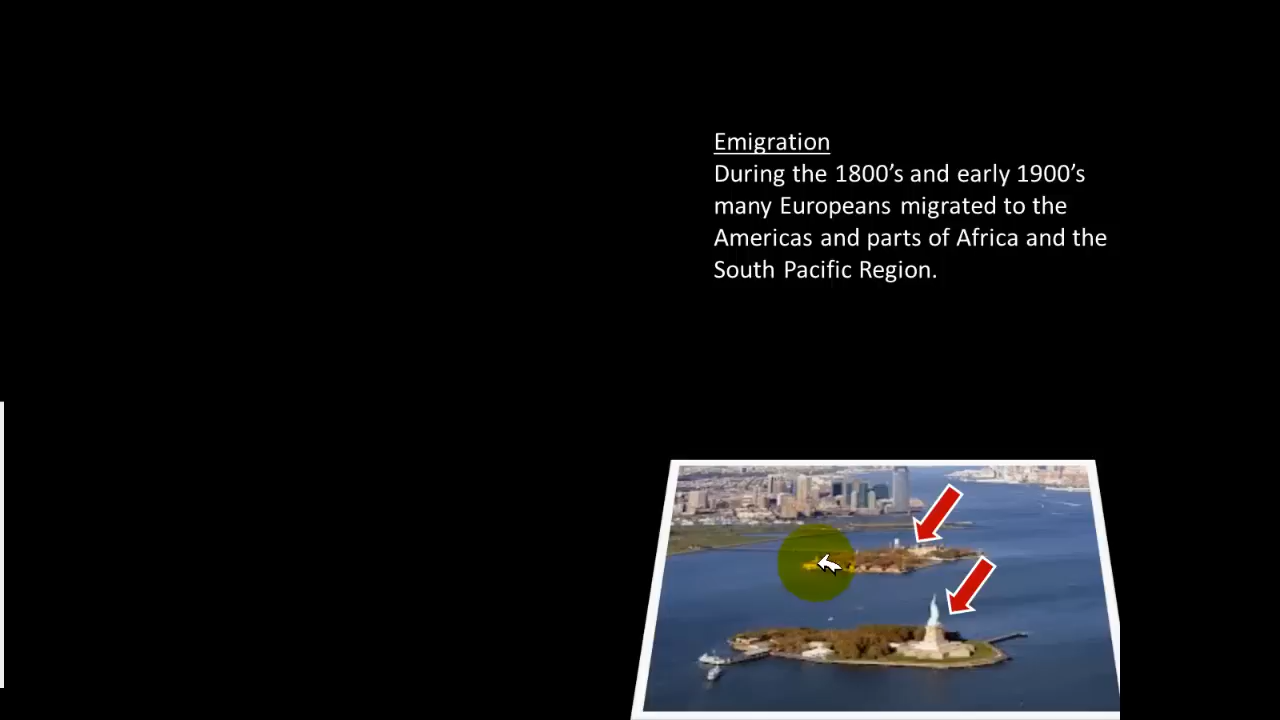 Emigration
During the 1800’s and early 1900’s
many Europeans migrated to the
Americas and parts of Africa and the
South Pacific Region.